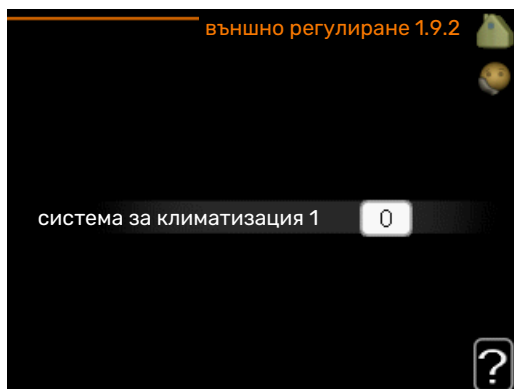 външно регулиране 1.9.2
система за климатизация 1 0
?